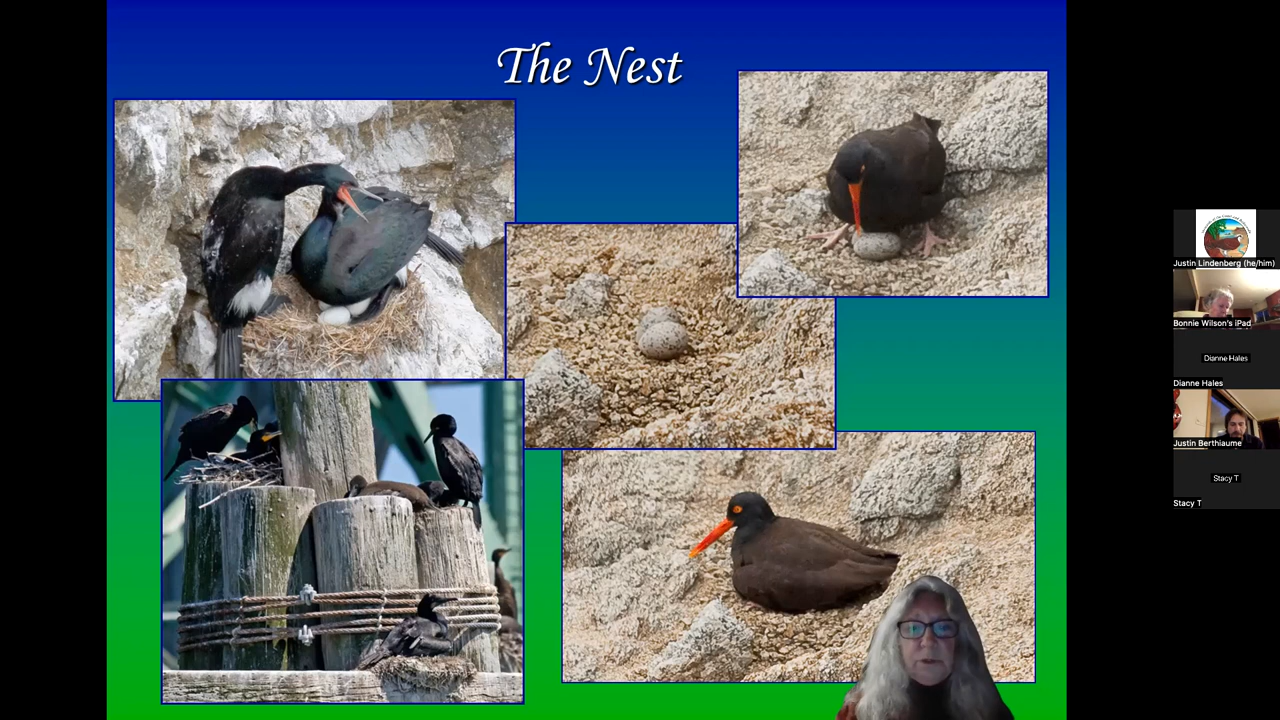 The Nest
Justin Lindenberg (he/him)
Bonnie Wilson's iPad
Dianne Hales
Dianne Hales
Justin Berthiaume
Stacy T
Stacy T